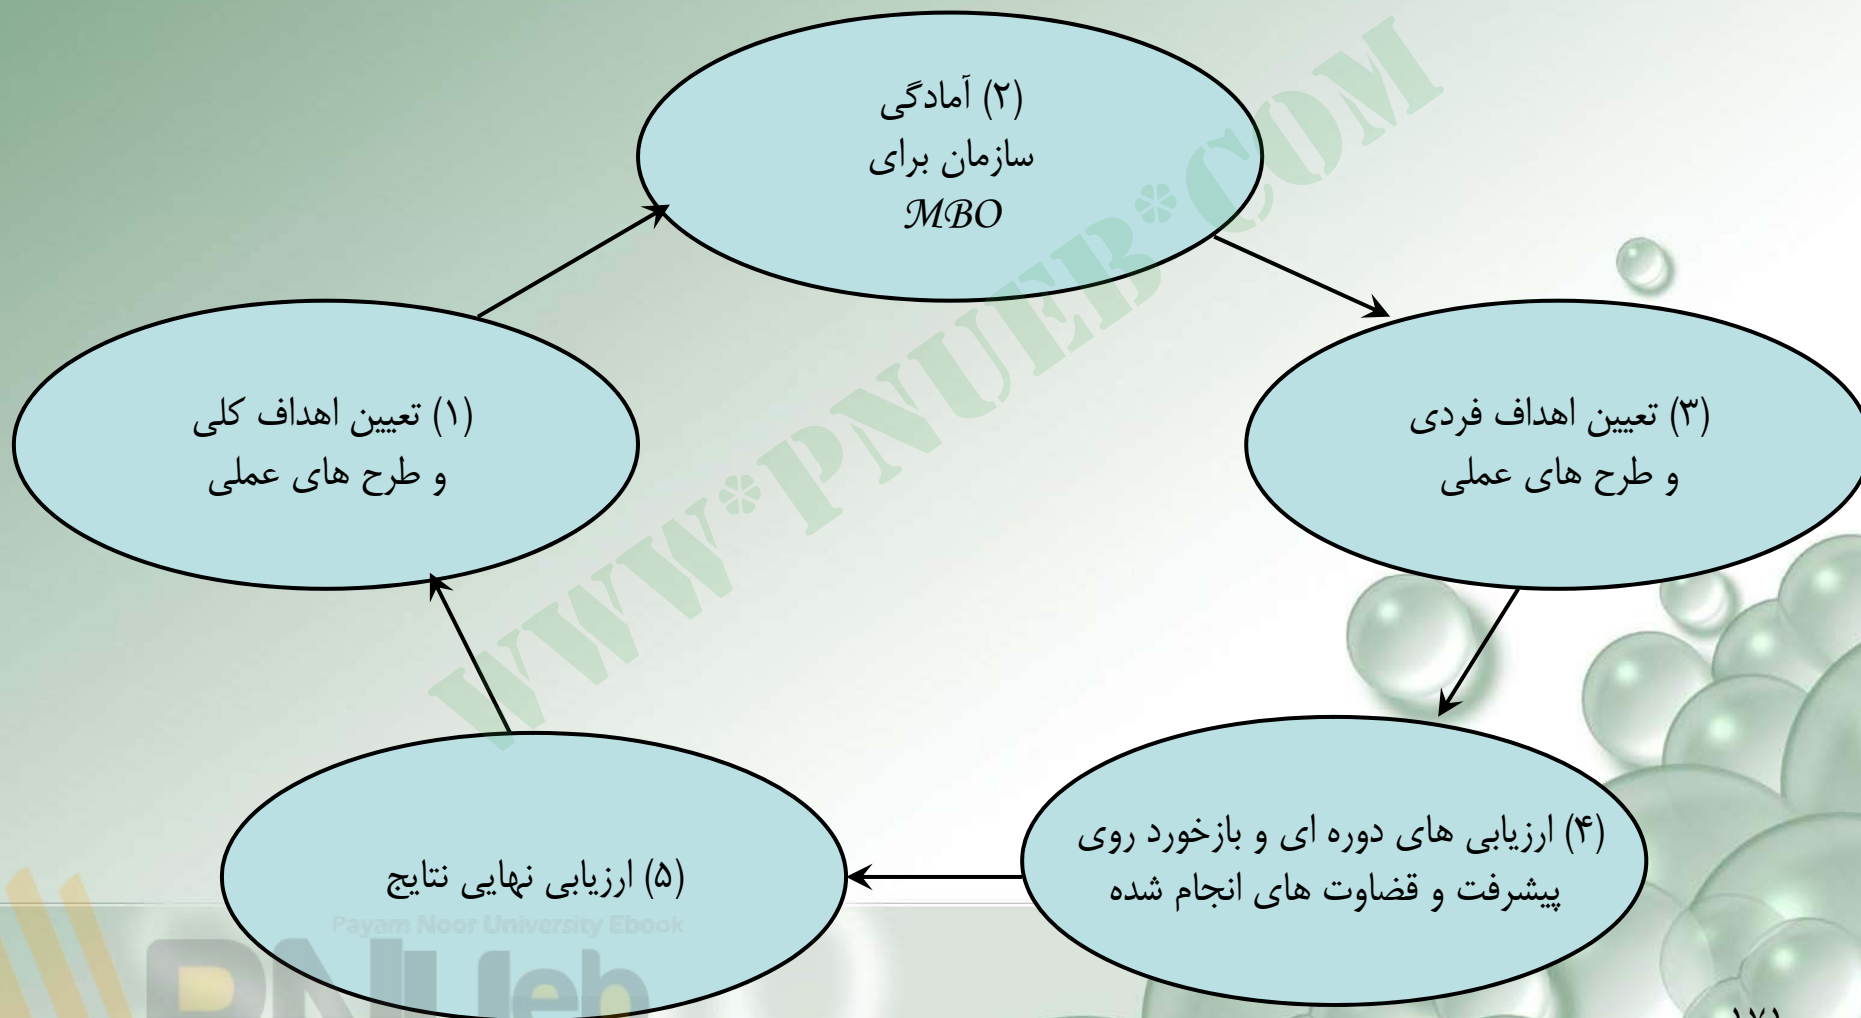 (۲) آمادگی
سازمان برای
MBO
(۱) تعیین اهداف کلی
و طرح های عملی
(۳) تعیین اهداف فردی
و طرح های عملی
(۴) ارزیابی های دوره ای و بازخورد روی
پیشرفت و قضاوت های انجام شده
(۵) ارزیابی نهایی نتایج
WWW*PNUEB*COM
Payam Noor University Ebook
PNUeb
۱۷۱